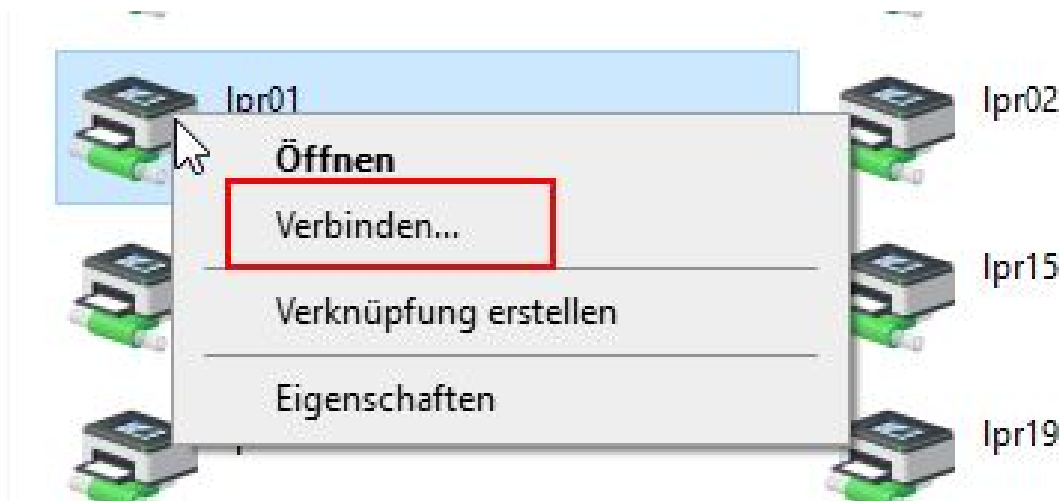 lpr01
lpr02
Öffnen
Verbinden...
lpr15
Verknüpfung erstellen
Eigenschaften
lpr19